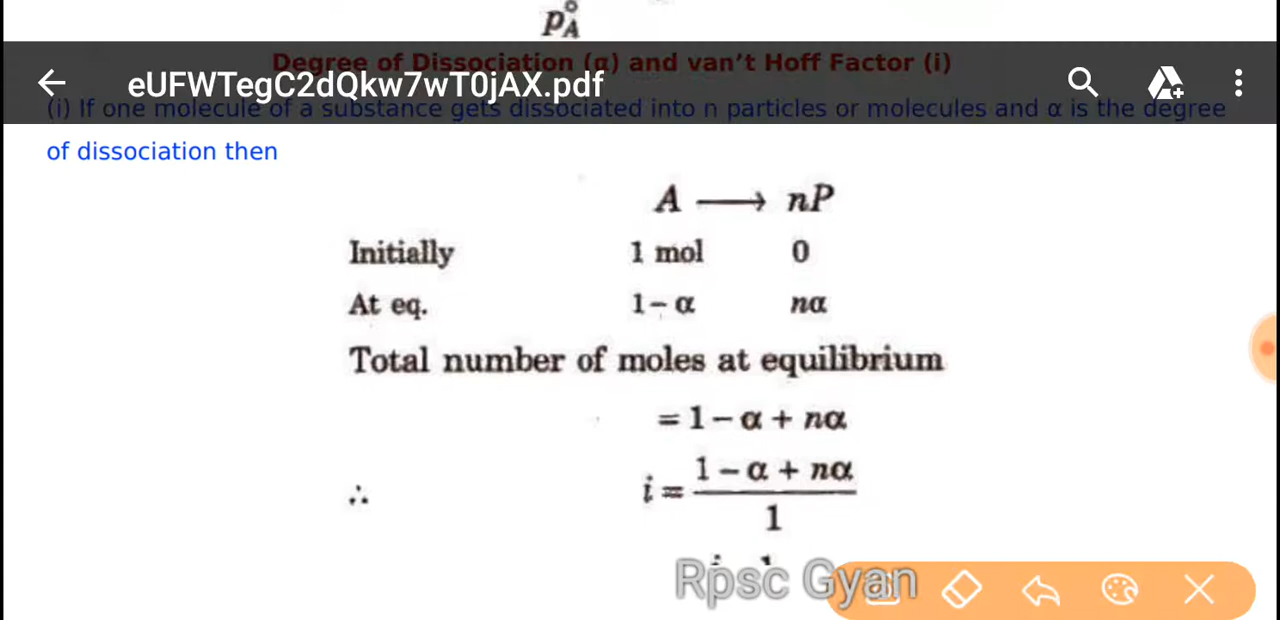 p°A
Degree of Dissociation (α) and van't Hoff Factor (i)
eUFWTegC2dQkw7wT0jAX.pdf
(i) If one molecule of a substance gets dissociated into n particles or molecules and α is the degree
of dissociation then
A ⟶ nP
Initially 1 mol 0
At eq. 1 − α nα
Total number of moles at equilibrium
= 1 − α + nα
∴ i = (1 − α + nα) / 1
Rpsc Gyan